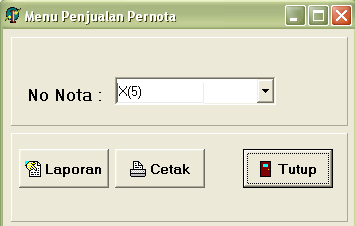 Menu Penjualan Pernota
No Nota : X(5)
Laporan Cetak Tutup